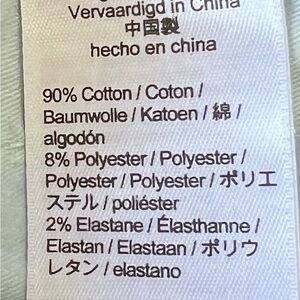 Vervaardigd in China
中国製
hecho en china
90% Cotton / Coton /
Baumwolle / Katoen / 綿 /
algodón
8% Polyester / Polyester /
Polyester / Polyester / ポリエ
ステル / poliéster
2% Elastane / Élasthanne /
Elastan / Elastaan / ポリウ
レタン / elastano